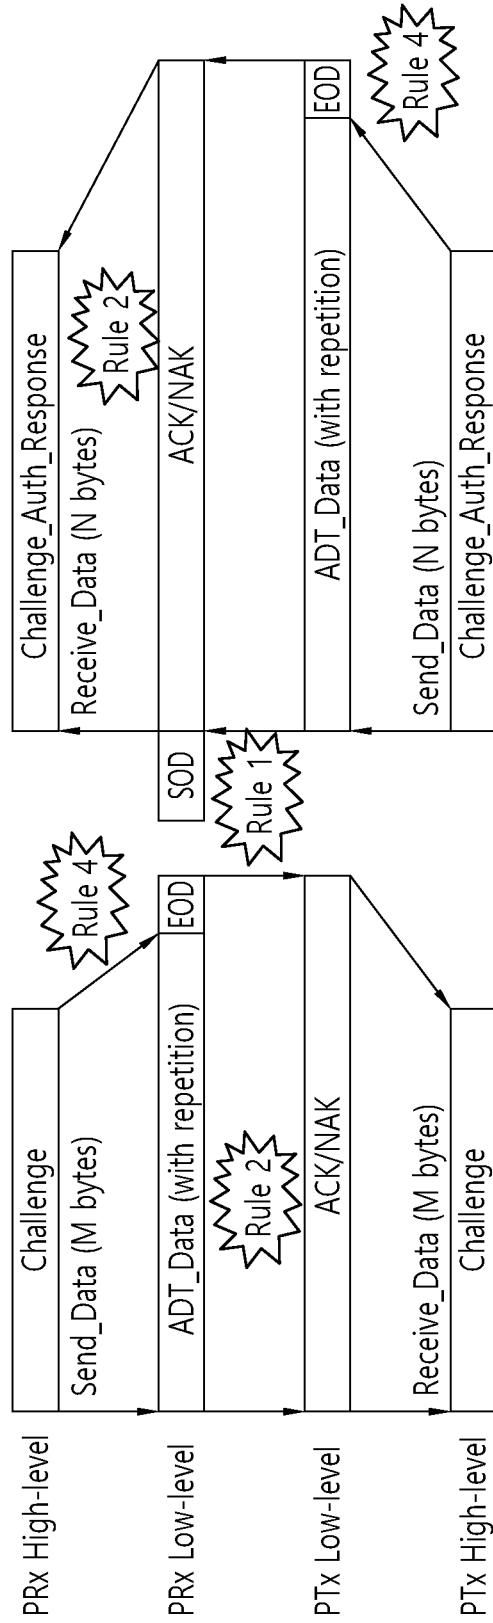 PRx High-level
Challenge
Challenge_Auth_Response
Send_Data (M bytes)
Rule 4
Receive_Data (N bytes)
Rule 2
PRx Low-level
ADT_Data (with repetition)
EOD
SOD
ACK/NAK
Rule 2
Rule 1
PTx Low-level
ACK/NAK
ADT_Data (with repetition)
EOD
Receive_Data (M bytes)
Send_Data (N bytes)
Rule 4
PTx High-level
Challenge
Challenge_Auth_Response